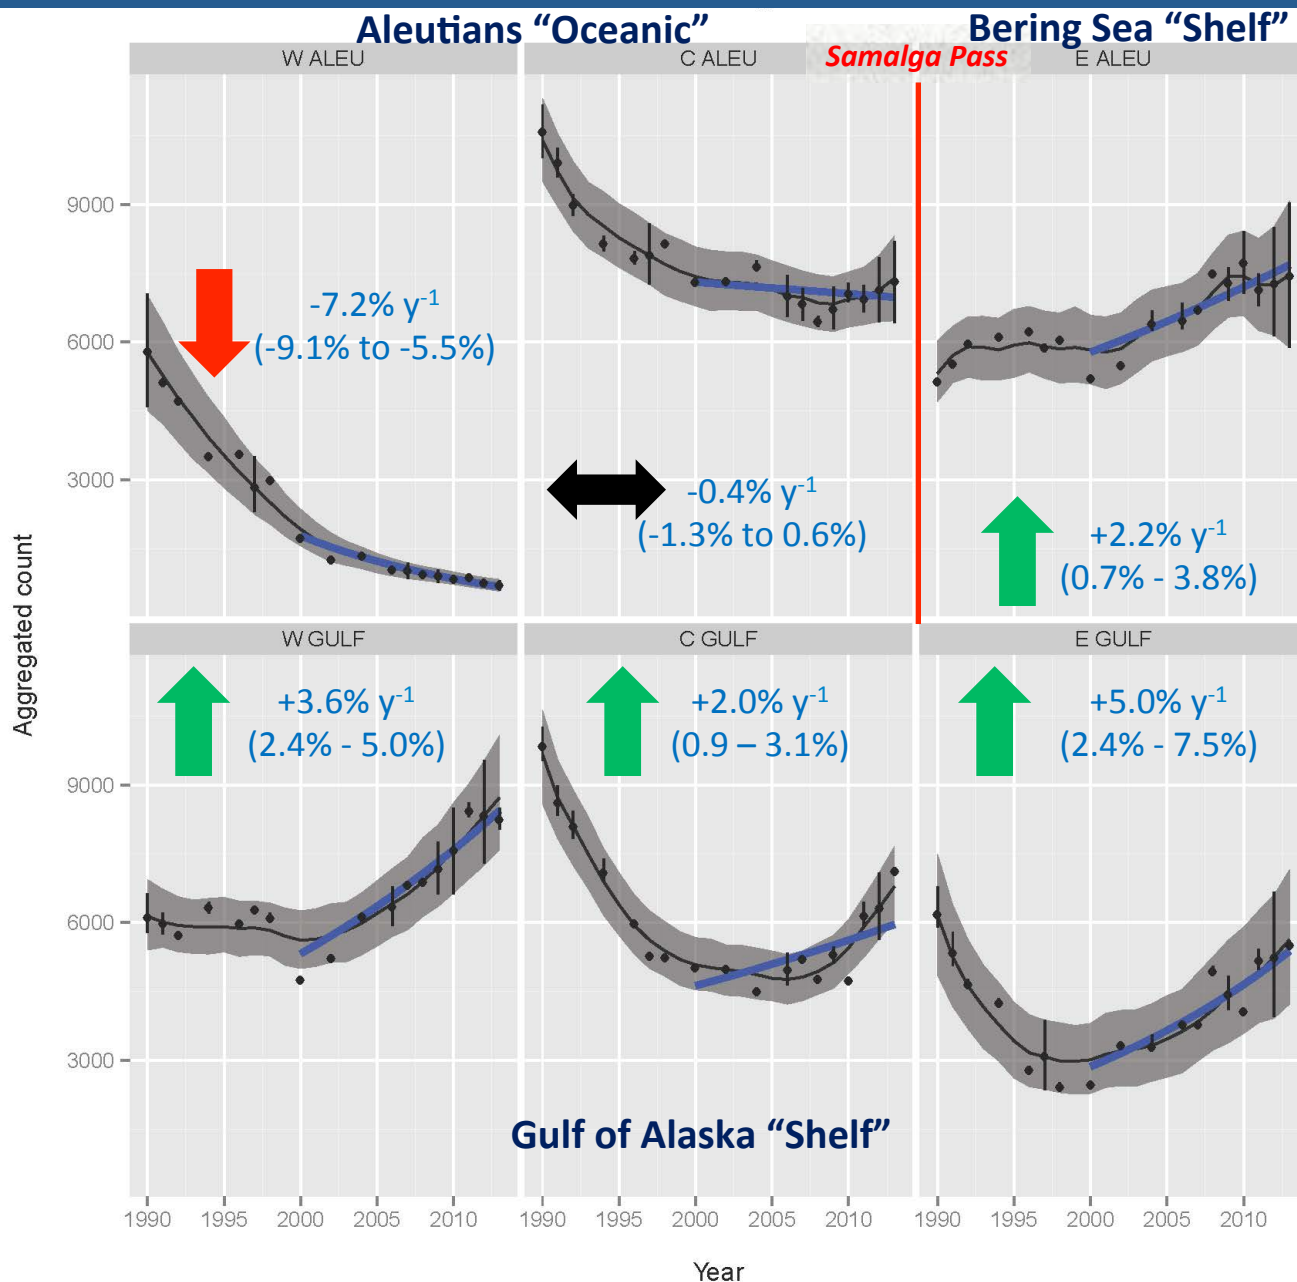 Aleutians “Oceanic”
Bering Sea “Shelf”
Samalga Pass
W ALEU
C ALEU
E ALEU
9000
6000
3000
-7.2% y-1
(-9.1% to -5.5%)
-0.4% y-1
(-1.3% to 0.6%)
+2.2% y-1
(0.7% - 3.8%)
Aggregated count
W GULF
C GULF
E GULF
+3.6% y-1
(2.4% - 5.0%)
+2.0% y-1
(0.9 – 3.1%)
+5.0% y-1
(2.4% - 7.5%)
9000
6000
3000
Gulf of Alaska “Shelf”
1990 1995 2000 2005 2010
1990 1995 2000 2005 2010
1990 1995 2000 2005 2010
Year